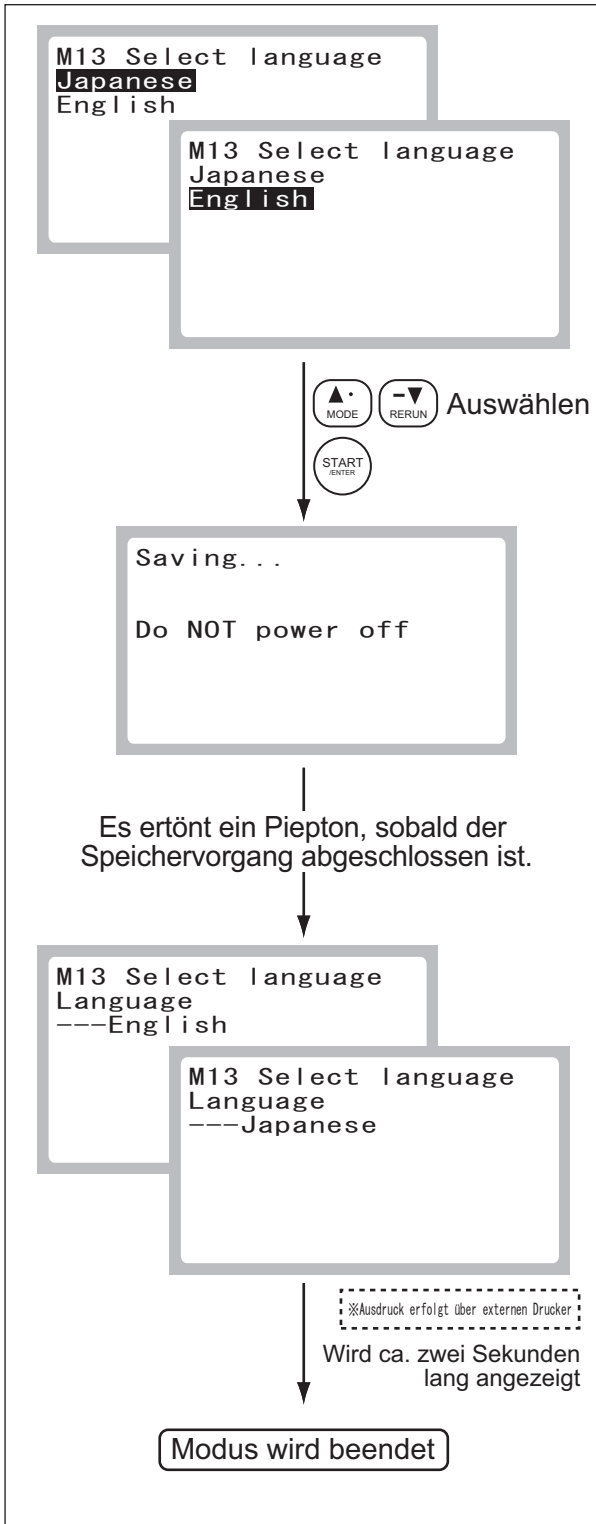 M13 Select language
Japanese
English
M13 Select language
Japanese
English
▲・
MODE
−▼
RERUN
Auswählen
START
/ENTER
Saving...
Do NOT power off
Es ertönt ein Piepton, sobald der
Speichervorgang abgeschlossen ist.
M13 Select language
Language
---English
M13 Select language
Language
---Japanese
※Ausdruck erfolgt über externen Drucker
Wird ca. zwei Sekunden
lang angezeigt
Modus wird beendet